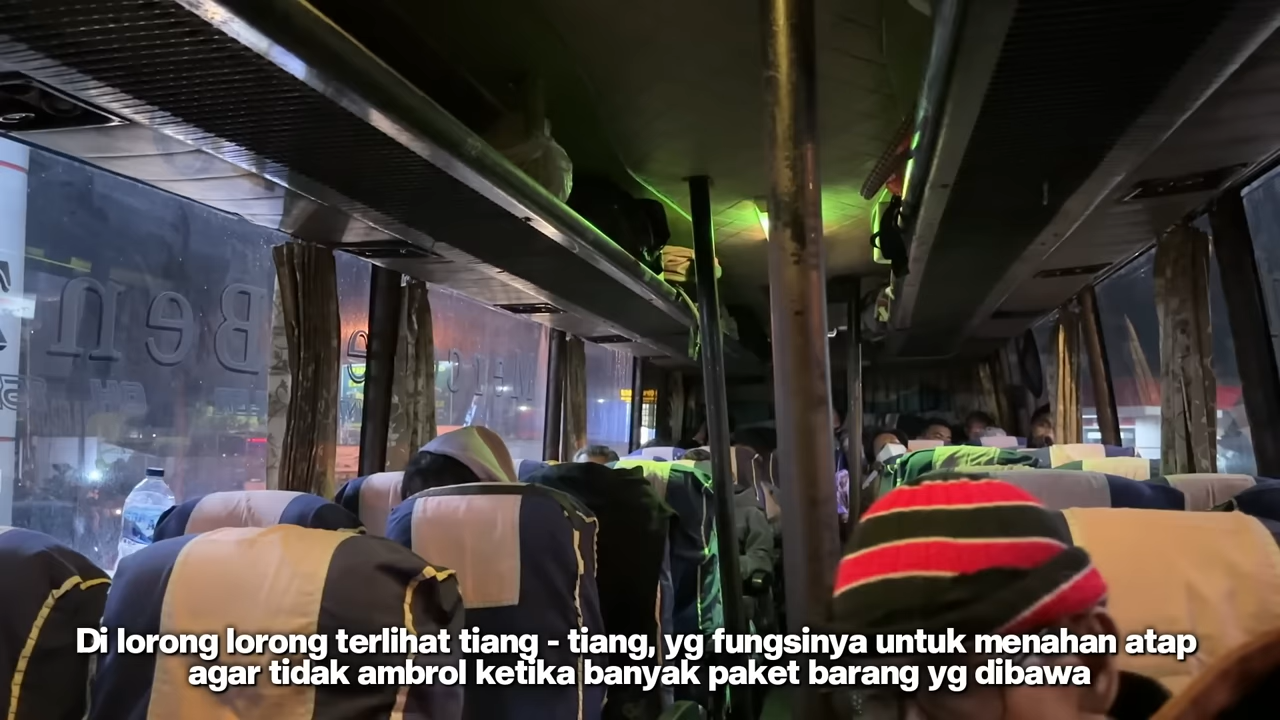 Ben
Di lorong lorong terlihat tiang - tiang, yg fungsinya untuk menahan atap
agar tidak ambrol ketika banyak paket barang yg dibawa